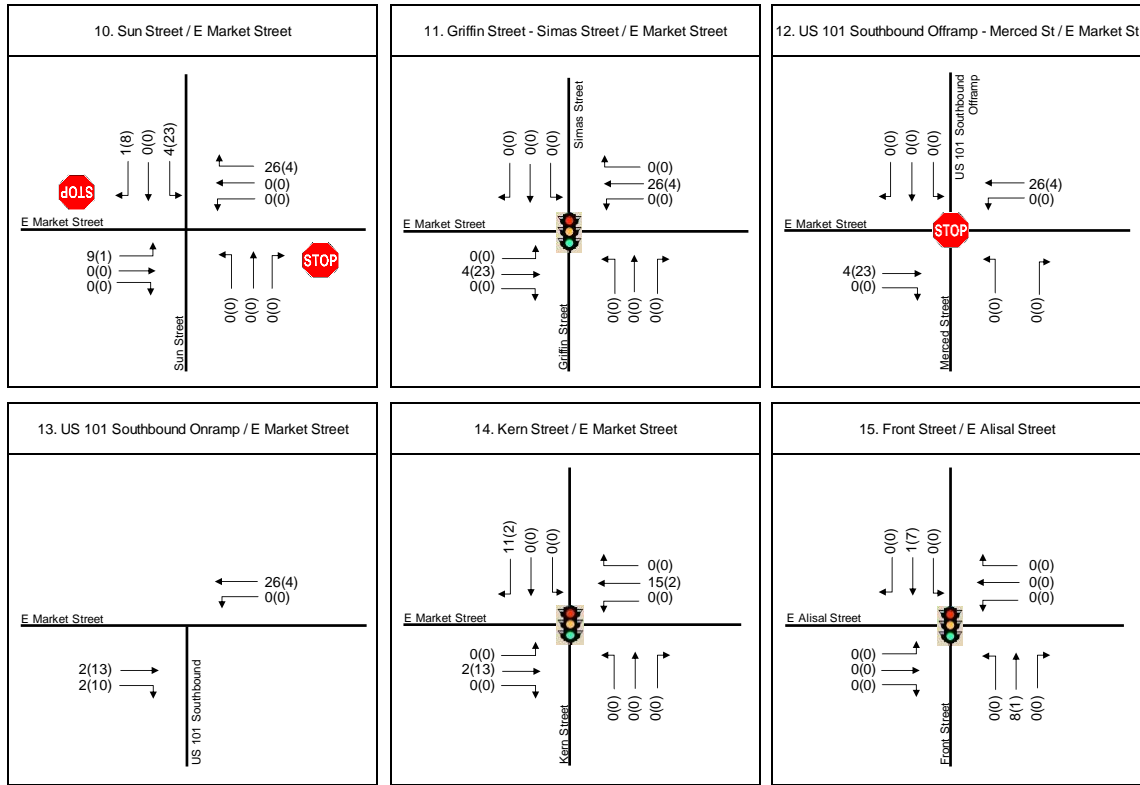 10. Sun Street / E Market Street
1(8)
0(0)
4(23)
26(4)
0(0)
0(0)
STOP
E Market Street
9(1)
0(0)
0(0)
STOP
0(0)
0(0)
0(0)
Sun Street
11. Griffin Street - Simas Street / E Market Street
Simas Street
0(0)
0(0)
0(0)
0(0)
26(4)
0(0)
E Market Street
0(0)
4(23)
0(0)
0(0)
0(0)
0(0)
Griffin Street
12. US 101 Southbound Offramp - Merced St / E Market St
US 101 Southbound
Offramp
0(0)
0(0)
0(0)
26(4)
0(0)
E Market Street
STOP
4(23)
0(0)
0(0)
0(0)
Merced Street
13. US 101 Southbound Onramp / E Market Street
26(4)
0(0)
E Market Street
2(13)
2(10)
US 101 Southbound
14. Kern Street / E Market Street
11(2)
0(0)
0(0)
0(0)
15(2)
0(0)
E Market Street
0(0)
2(13)
0(0)
0(0)
0(0)
0(0)
Kern Street
15. Front Street / E Alisal Street
0(0)
1(7)
0(0)
0(0)
0(0)
0(0)
E Alisal Street
0(0)
0(0)
0(0)
0(0)
8(1)
0(0)
Front Street